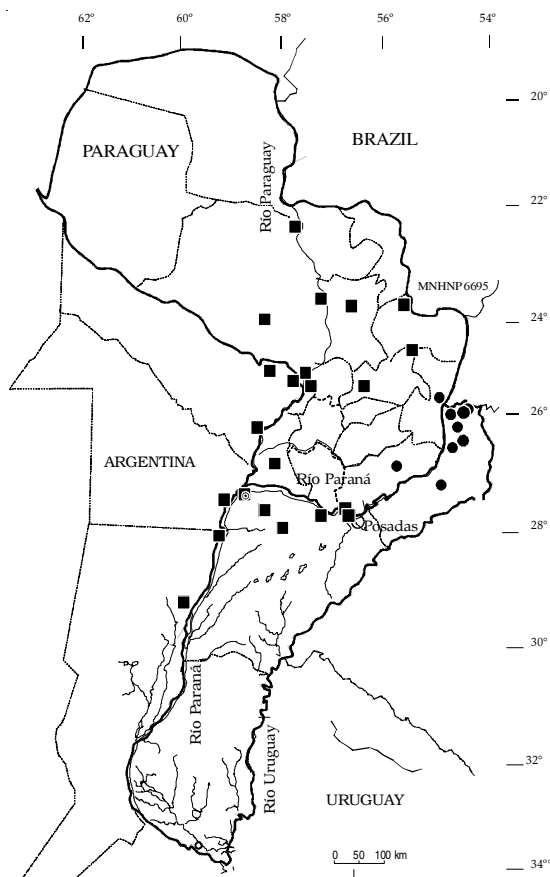 62° 60° 58° 56° 54°
20°
BRAZIL
PARAGUAY
Río Paraguay
22°
MNHNP 6695
24°
26°
ARGENTINA
Río Paraná
Posadas
28°
30°
Río Paraná
Río Uruguay
32°
URUGUAY
0 50 100 km
34°